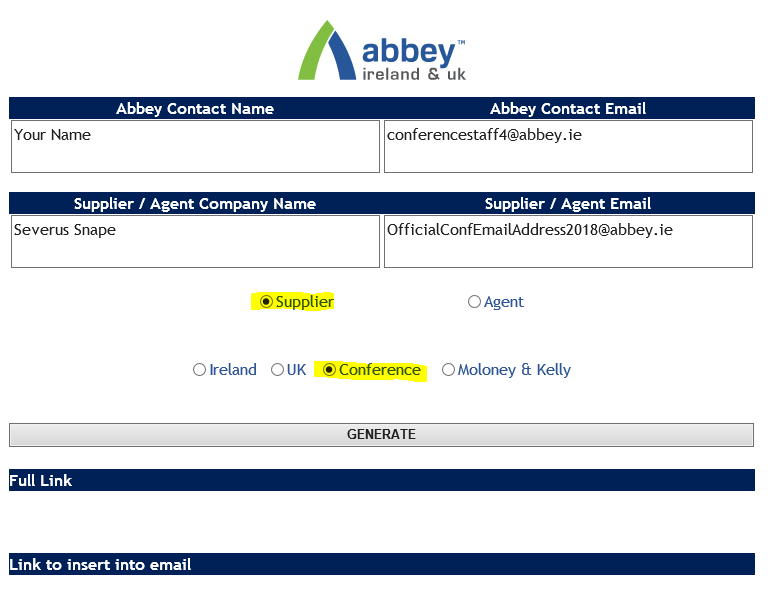 abbey™
ireland & uk
Abbey Contact Name Abbey Contact Email
Your Name conferencestaff4@abbey.ie
Supplier / Agent Company Name Supplier / Agent Email
Severus Snape OfficialConfEmailAddress2018@abbey.ie
Supplier Agent
Ireland UK Conference Moloney & Kelly
GENERATE
Full Link
Link to insert into email